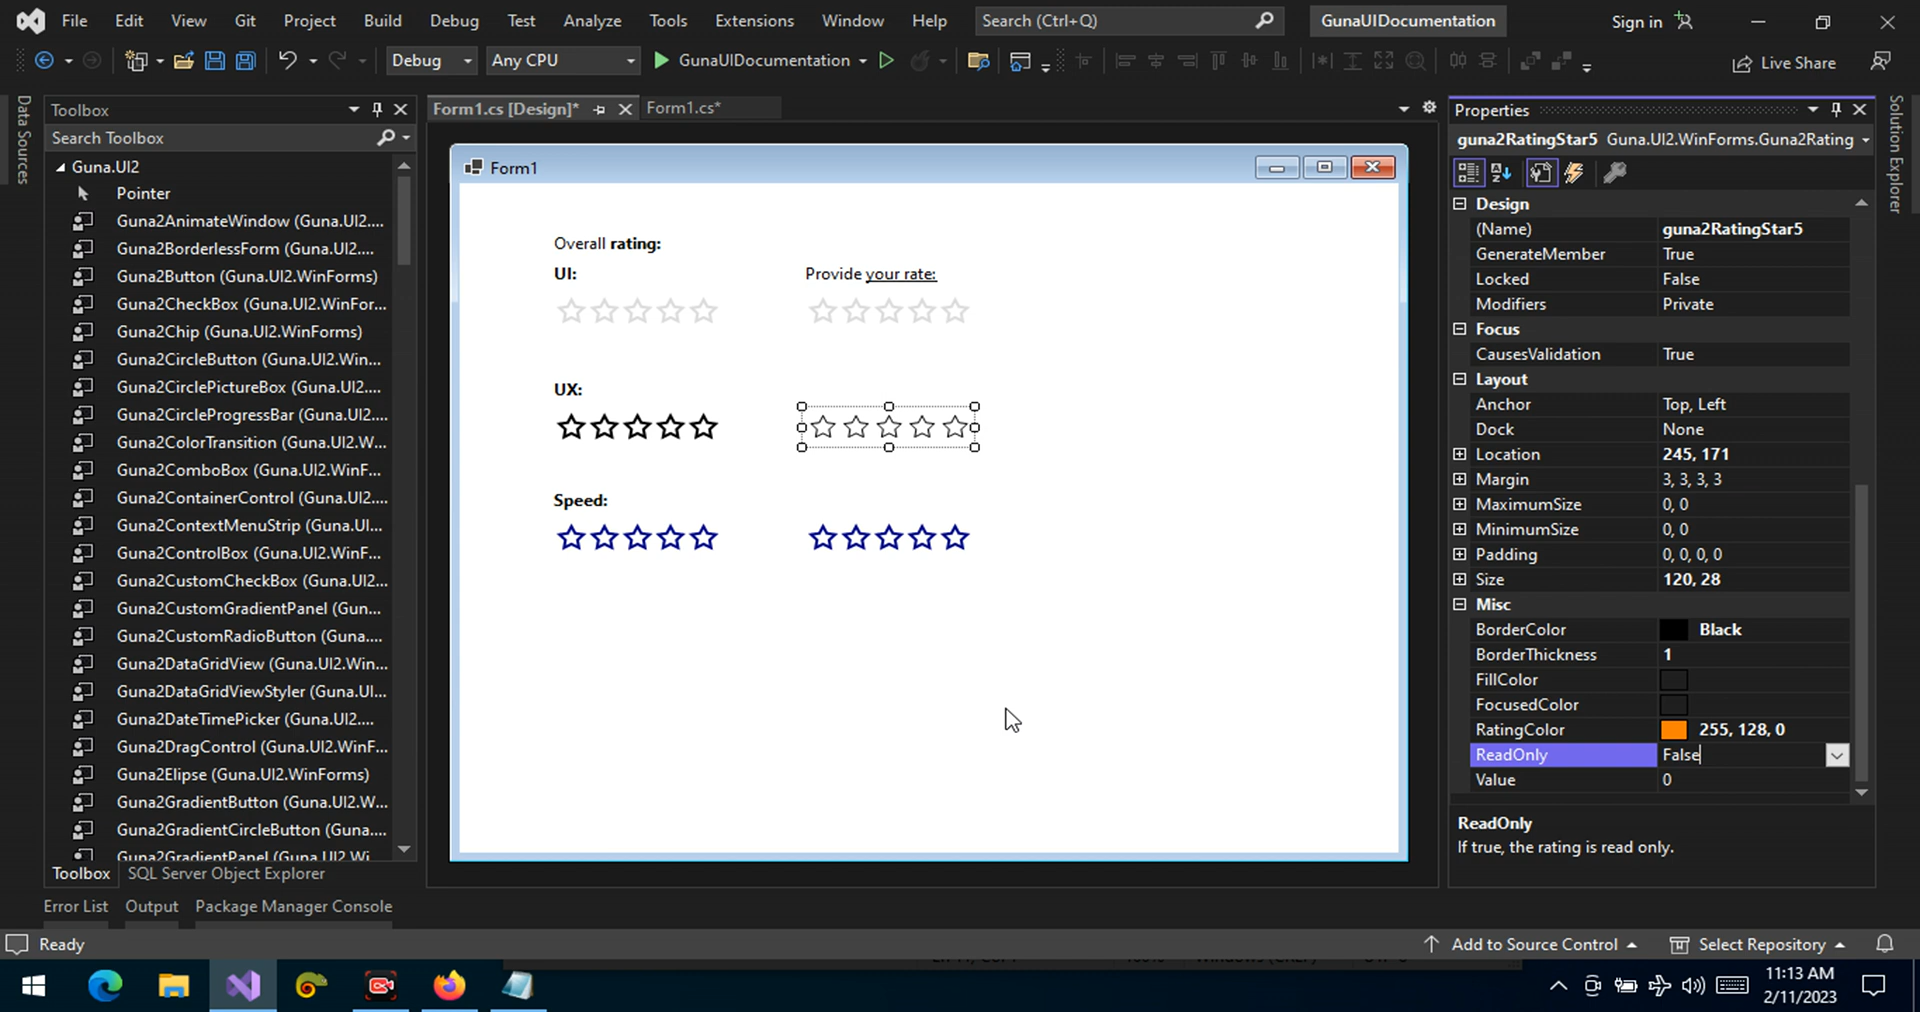 File Edit View Git Project Build Debug Test Analyze Tools Extensions Window Help Search (Ctrl+Q) GunaUIDocumentation Sign in
Debug Any CPU GunaUIDocumentation Live Share
Data Sources
Toolbox
Search Toolbox
Guna.UI2
Pointer
Guna2AnimateWindow (Guna.UI2....
Guna2BorderlessForm (Guna.UI2....
Guna2Button (Guna.UI2.WinForms)
Guna2CheckBox (Guna.UI2.WinFor...
Guna2Chip (Guna.UI2.WinForms)
Guna2CircleButton (Guna.UI2.Win...
Guna2CirclePictureBox (Guna.UI2....
Guna2CircleProgressBar (Guna.UI2....
Guna2ColorTransition (Guna.UI2.W...
Guna2ComboBox (Guna.UI2.WinF...
Guna2ContainerControl (Guna.UI2...
Guna2ContextMenuStrip (Guna.UI...
Guna2ControlBox (Guna.UI2.WinF...
Guna2CustomCheckBox (Guna.UI2...
Guna2CustomGradientPanel (Gun...
Guna2CustomRadioButton (Guna....
Guna2DataGridView (Guna.UI2.Win...
Guna2DataGridViewStyler (Guna.UI...
Guna2DateTimePicker (Guna.UI2....
Guna2DragControl (Guna.UI2.WinF...
Guna2Elipse (Guna.UI2.WinForms)
Guna2GradientButton (Guna.UI2.W...
Guna2GradientCircleButton (Guna....
Guna2GradientPanel (Guna.UI2.Wi
Toolbox SQL Server Object Explorer
Form1.cs [Design]* Form1.cs*
Form1
Overall rating:
UI: Provide your rate:
UX:
Speed:
Properties
guna2RatingStar5 Guna.UI2.WinForms.Guna2Rating
Design
(Name) guna2RatingStar5
GenerateMember True
Locked False
Modifiers Private
Focus
CausesValidation True
Layout
Anchor Top, Left
Dock None
Location 245, 171
Margin 3, 3, 3, 3
MaximumSize 0, 0
MinimumSize 0, 0
Padding 0, 0, 0, 0
Size 120, 28
Misc
BorderColor Black
BorderThickness 1
FillColor
FocusedColor
RatingColor 255, 128, 0
ReadOnly False
Value 0
ReadOnly
If true, the rating is read only.
Solution Explorer
Error List Output Package Manager Console
Ready Add to Source Control Select Repository
11:13 AM
2/11/2023